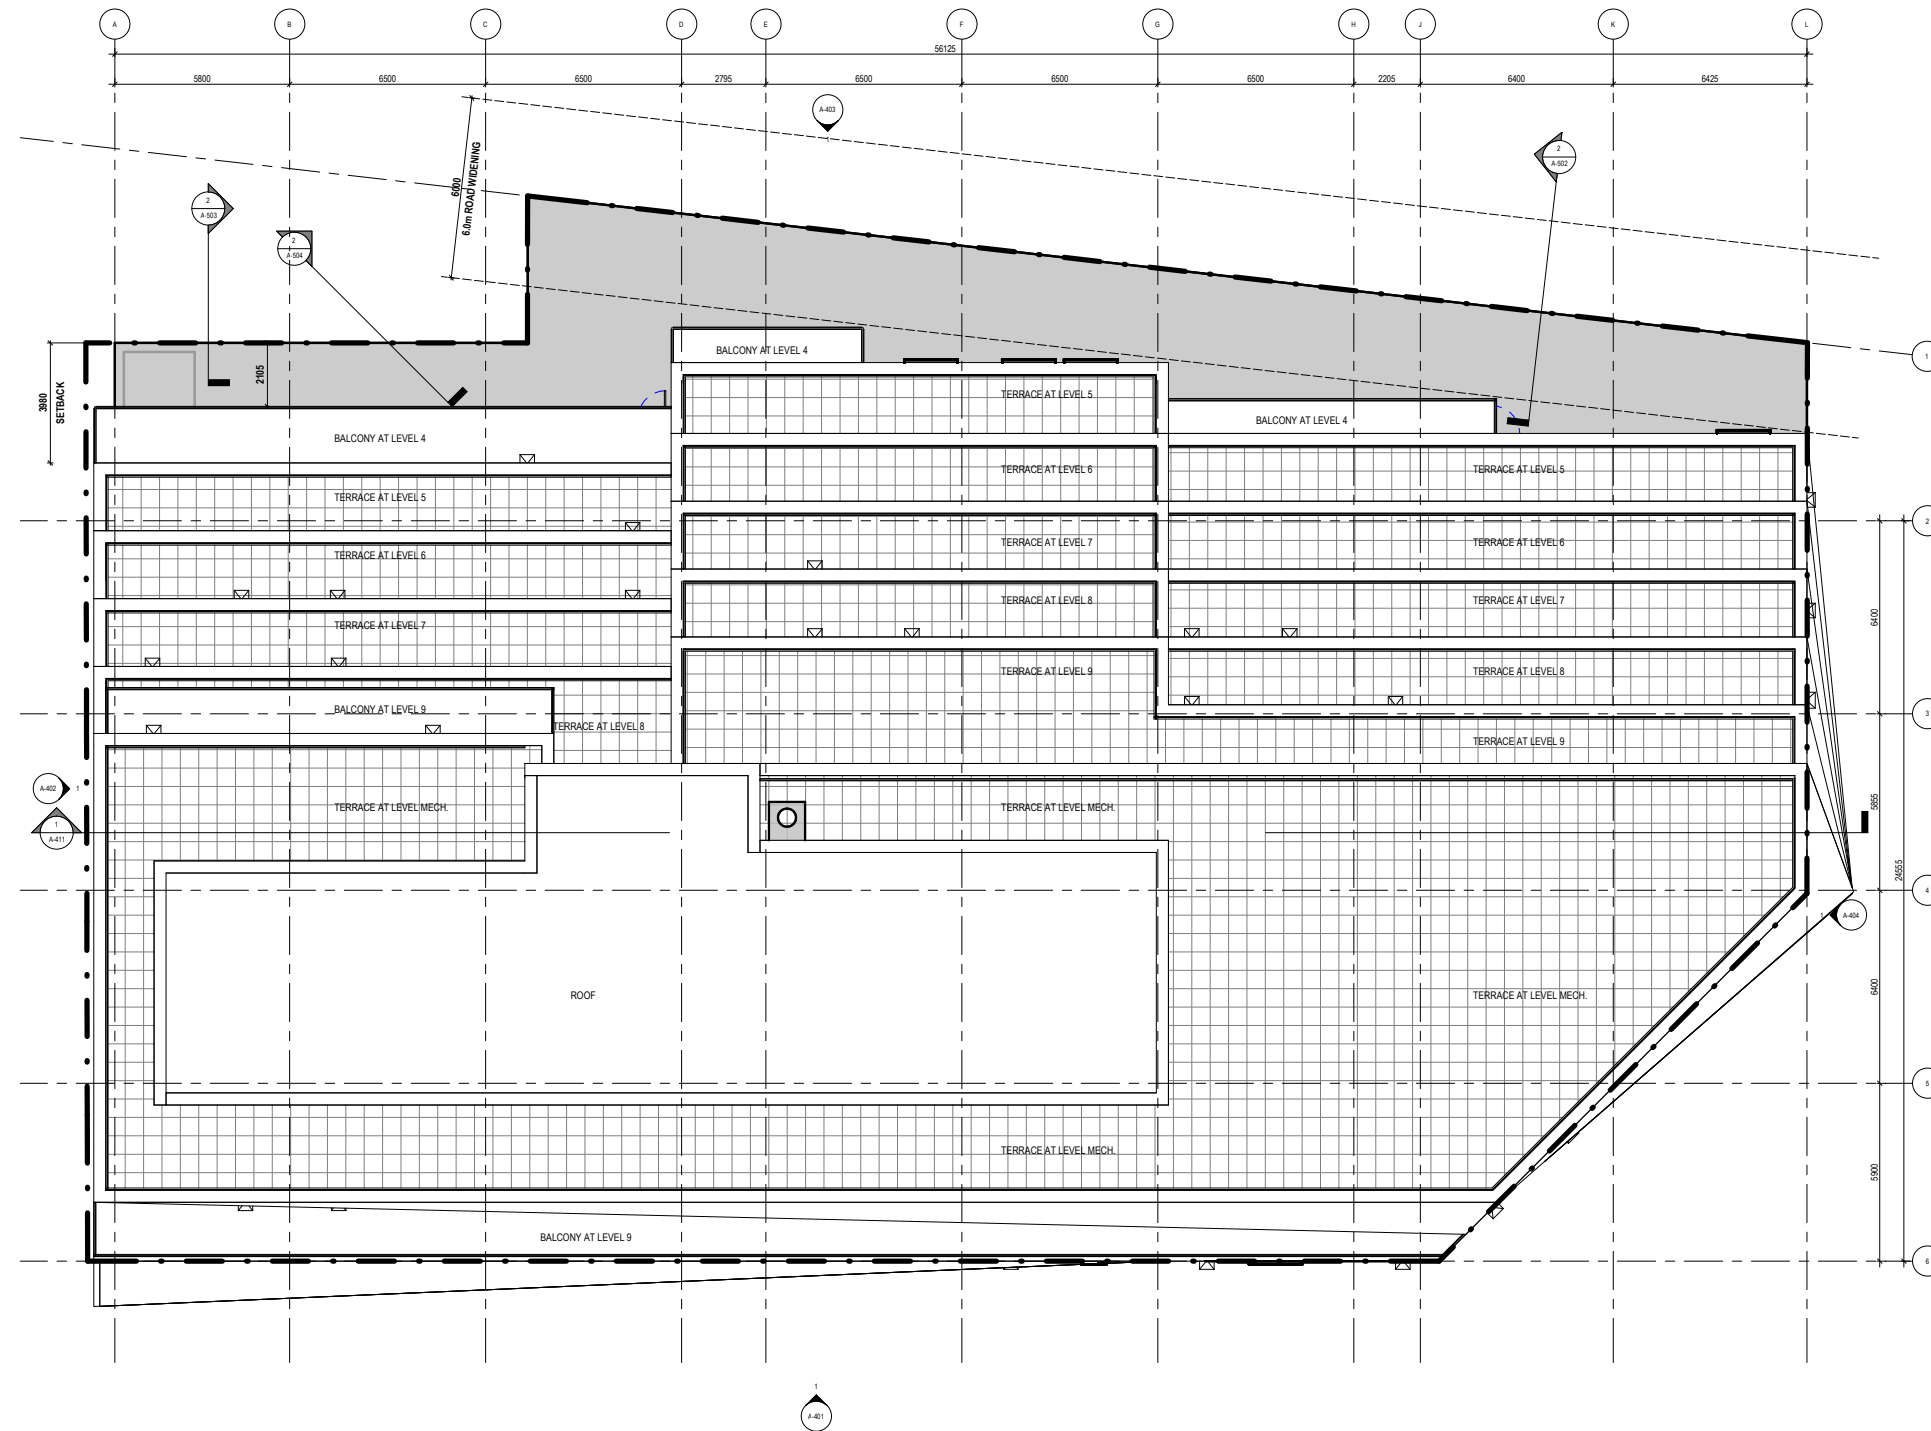 A B C D E F G H J K L
56125
5800 6500 6500 2795 6500 6500 6500 2205 6400 6425
A-403
1
2
A-502
6000
6.0m ROAD WIDENING
2
A-503
2
A-504
1
BALCONY AT LEVEL 4
3980
SETBACK
2105
TERRACE AT LEVEL 5
BALCONY AT LEVEL 4
BALCONY AT LEVEL 4
TERRACE AT LEVEL 6
TERRACE AT LEVEL 5
TERRACE AT LEVEL 5
2
TERRACE AT LEVEL 7
TERRACE AT LEVEL 6
TERRACE AT LEVEL 6
TERRACE AT LEVEL 8
TERRACE AT LEVEL 7
6400
TERRACE AT LEVEL 7
TERRACE AT LEVEL 9
TERRACE AT LEVEL 8
BALCONY AT LEVEL 9
3
TERRACE AT LEVEL 8
TERRACE AT LEVEL 9
A-402
1
5855
TERRACE AT LEVEL MECH.
TERRACE AT LEVEL MECH.
1
A-411
24555
4
1
A-404
ROOF
TERRACE AT LEVEL MECH.
6400
5
TERRACE AT LEVEL MECH.
5900
BALCONY AT LEVEL 9
6
1
A-401